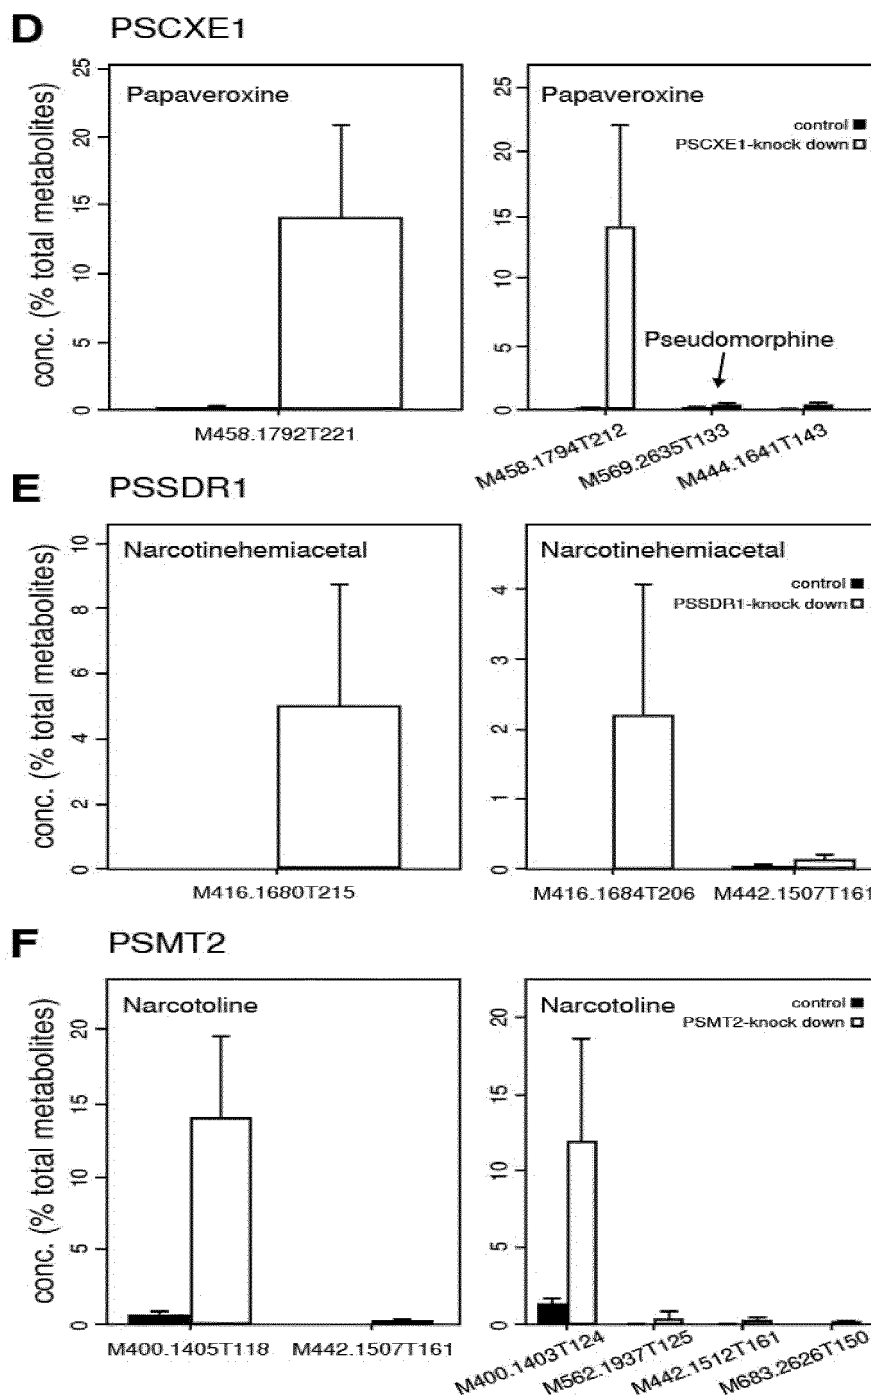 D PSCXE1
conc. (% total metabolites)
0 5 10 15 20 25
Papaveroxine
M458.1792T221
0 5 10 15 20 25
Papaveroxine
control
PSCXE1-knock down
Pseudomorphine
M458.1794T212
M569.2635T133
M444.1641T143
E PSSDR1
conc. (% total metabolites)
0 2 4 6 8 10
Narcotinehemiacetal
M416.1680T215
0 1 2 3 4
Narcotinehemiacetal
control
PSSDR1-knock down
M416.1684T206 M442.1507T161
F PSMT2
conc. (% total metabolites)
0 5 10 15 20
Narcotoline
M400.1405T118 M442.1507T161
0 5 10 15 20
Narcotoline
control
PSMT2-knock down
M400.1403T124
M562.1937T125
M442.1512T161
M683.2626T150